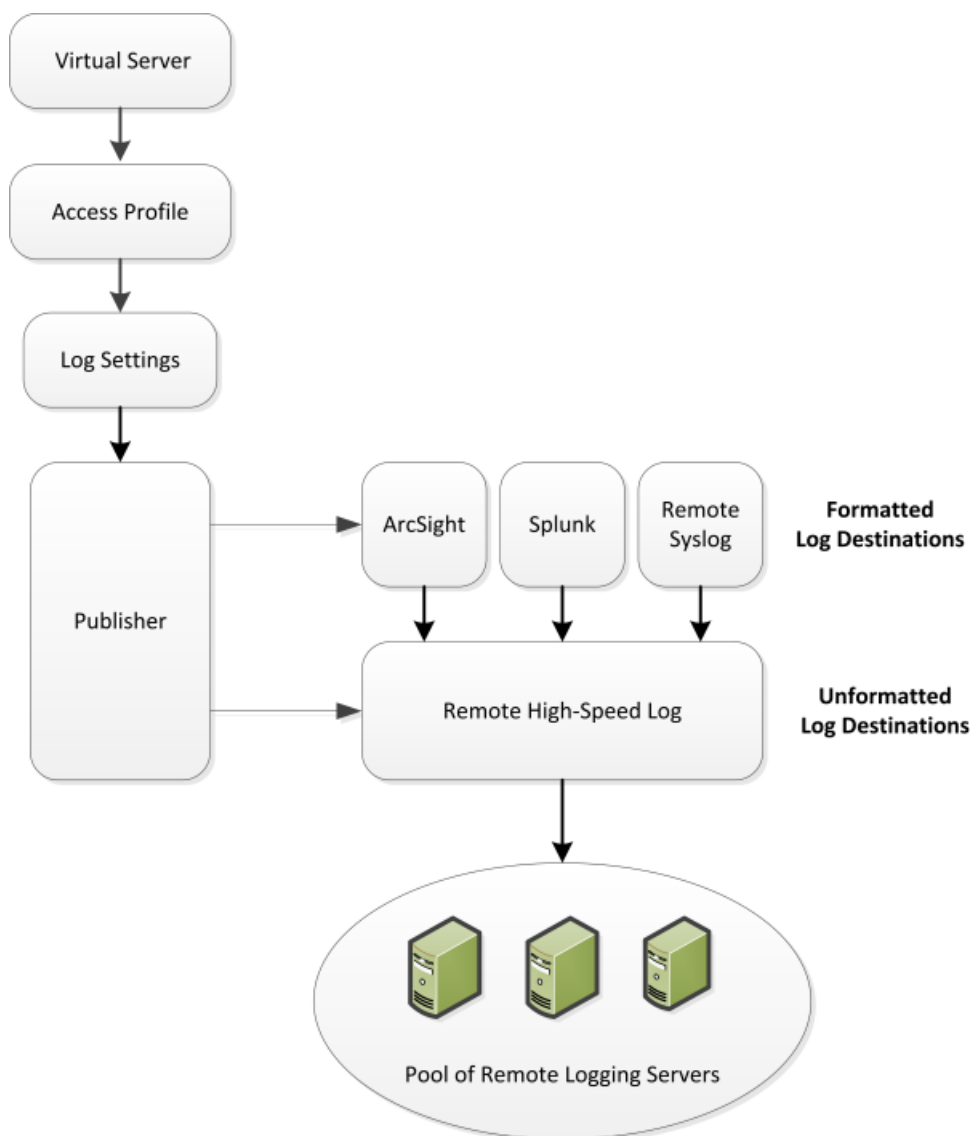 Virtual Server
Access Profile
Log Settings
Publisher
ArcSight
Splunk
Remote
Syslog
Formatted
Log Destinations
Remote High-Speed Log
Unformatted
Log Destinations
Pool of Remote Logging Servers